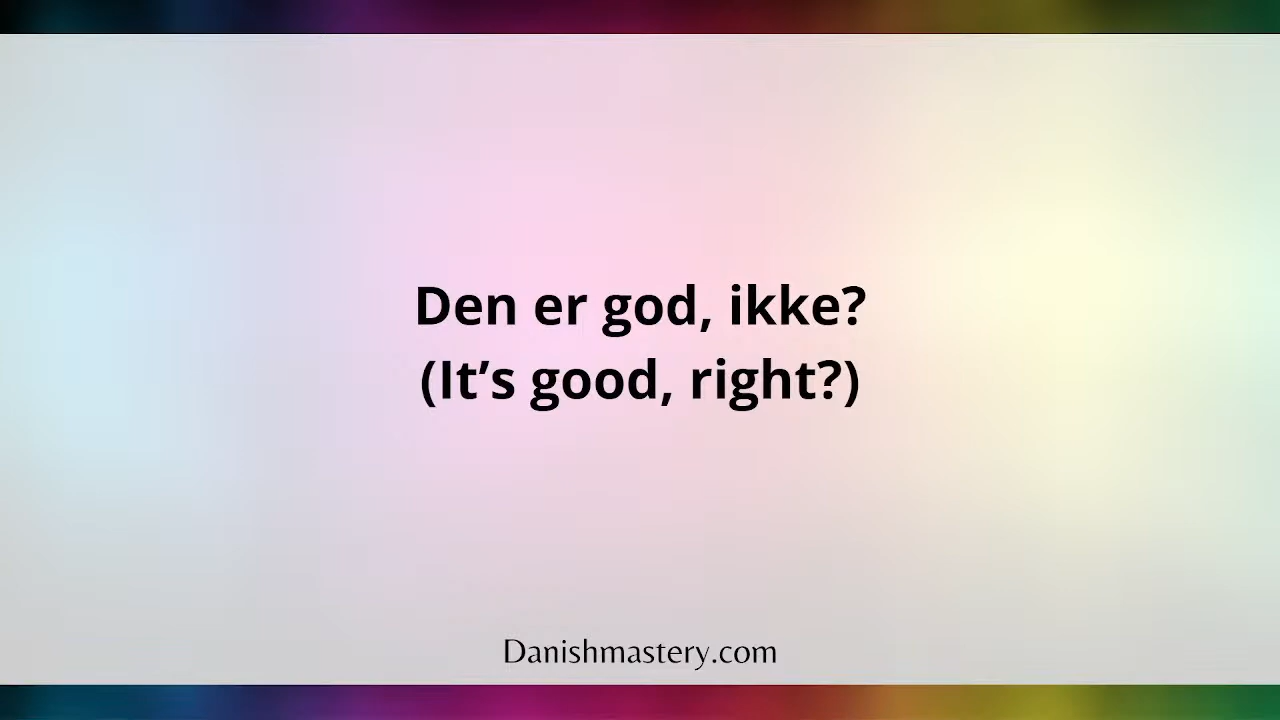 Den er god, ikke?
(It’s good, right?)
Danishmastery.com